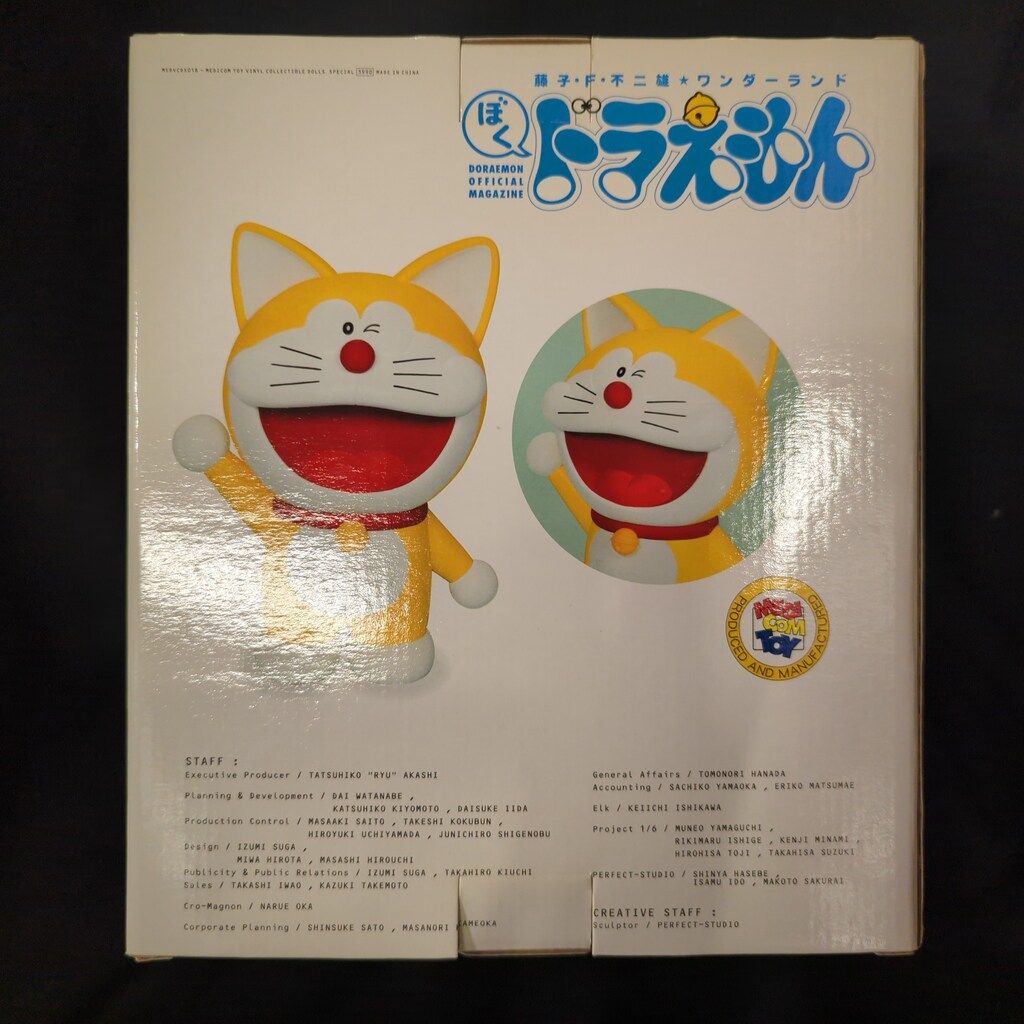 MEDVCDSX01B - MEDICOM TOY VINYL COLLECTIBLE DOLLS SPECIAL MADE IN CHINA
藤子・F・不二雄★ワンダーランド
ぼく
ドラえもん
DORAEMON
OFFICIAL
MAGAZINE
MEDI
COM
TOY
PRODUCED AND MANUFACTURED
STAFF :
Executive Producer / TATSUHIKO "RYU" AKASHI
Planning & Development / DAI WATANABE ,
KATSUHIKO KIYOMOTO , DAISUKE IIDA
Production Control / MASAAKI SAITO , TAKESHI KOKUBUN ,
HIROYUKI UCHIYAMADA , JUNICHIRO SHIGENOBU
Design / IZUMI SUGA ,
MIWA HIROTA , MASASHI HIROUCHI
Publicity & Public Relations / IZUMI SUGA , TAKAHIRO KIUCHI
Sales / TAKASHI IWAO , KAZUKI TAKEMOTO
Cro-Magnon / NARUE OKA
Corporate Planning / SHINSUKE SATO , MASANORI KAMEOKA
General Affairs / TOMONORI HANADA
Accounting / SACHIKO YAMAOKA , ERIKO MATSUMAE
Elk / KEIICHI ISHIKAWA
Project 1/6 / MUNEO YAMAGUCHI ,
RIKIMARU ISHIGE , KENJI MINAMI ,
HIROHISA TOJI , TAKAHISA SUZUKI
PERFECT-STUDIO / SHINYA HASEBE ,
ISAMU IDO , MAKOTO SAKURAI
CREATIVE STAFF :
Sculptor / PERFECT-STUDIO